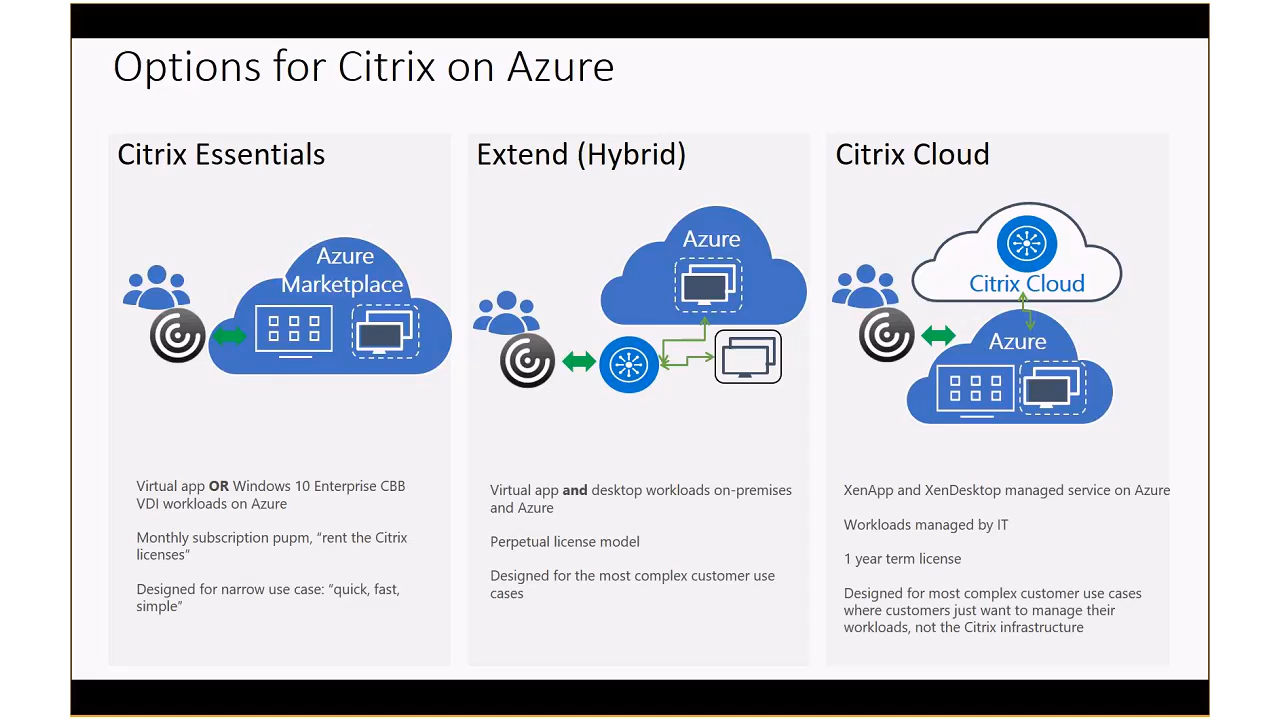 Options for Citrix on Azure
Citrix Essentials
Azure
Marketplace
Virtual app OR Windows 10 Enterprise CBB
VDI workloads on Azure
Monthly subscription pupm, “rent the Citrix
licenses”
Designed for narrow use case: “quick, fast,
simple”
Extend (Hybrid)
Azure
Virtual app and desktop workloads on-premises
and Azure
Perpetual license model
Designed for the most complex customer use
cases
Citrix Cloud
Citrix Cloud
Azure
XenApp and XenDesktop managed service on Azure
Workloads managed by IT
1 year term license
Designed for most complex customer use cases
where customers just want to manage their
workloads, not the Citrix infrastructure